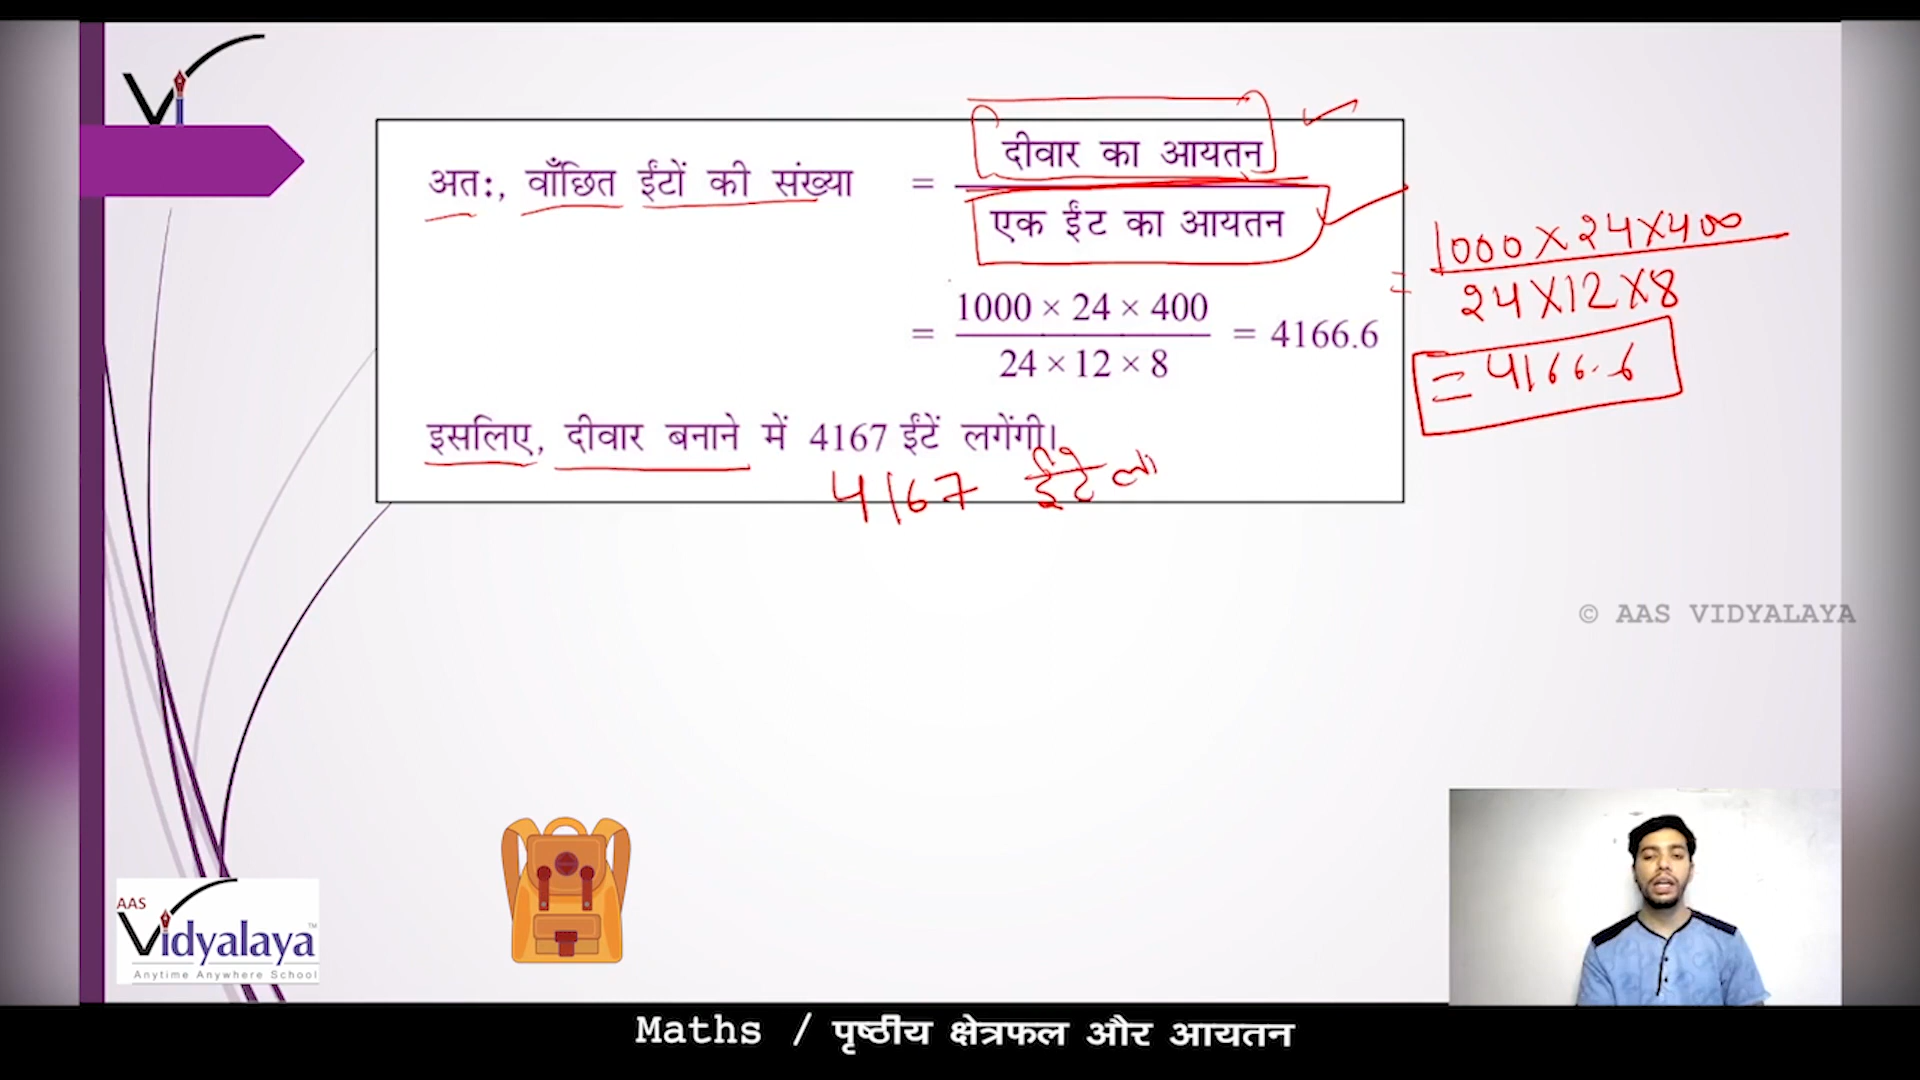 अतः, वाँछित ईंटों की संख्या = दीवार का आयतन
एक ईंट का आयतन
= 1000 × 24 × 400
24 × 12 × 8
= 4166.6
इसलिए, दीवार बनाने में 4167 ईंटें लगेंगी।
4167 ईंटे
= 1000 × 24 × 400
24 × 12 × 8
= 4166.6
© AAS VIDYALAYA
AAS
Vidyalaya™
Anytime Anywhere School
Maths / पृष्ठीय क्षेत्रफल और आयतन